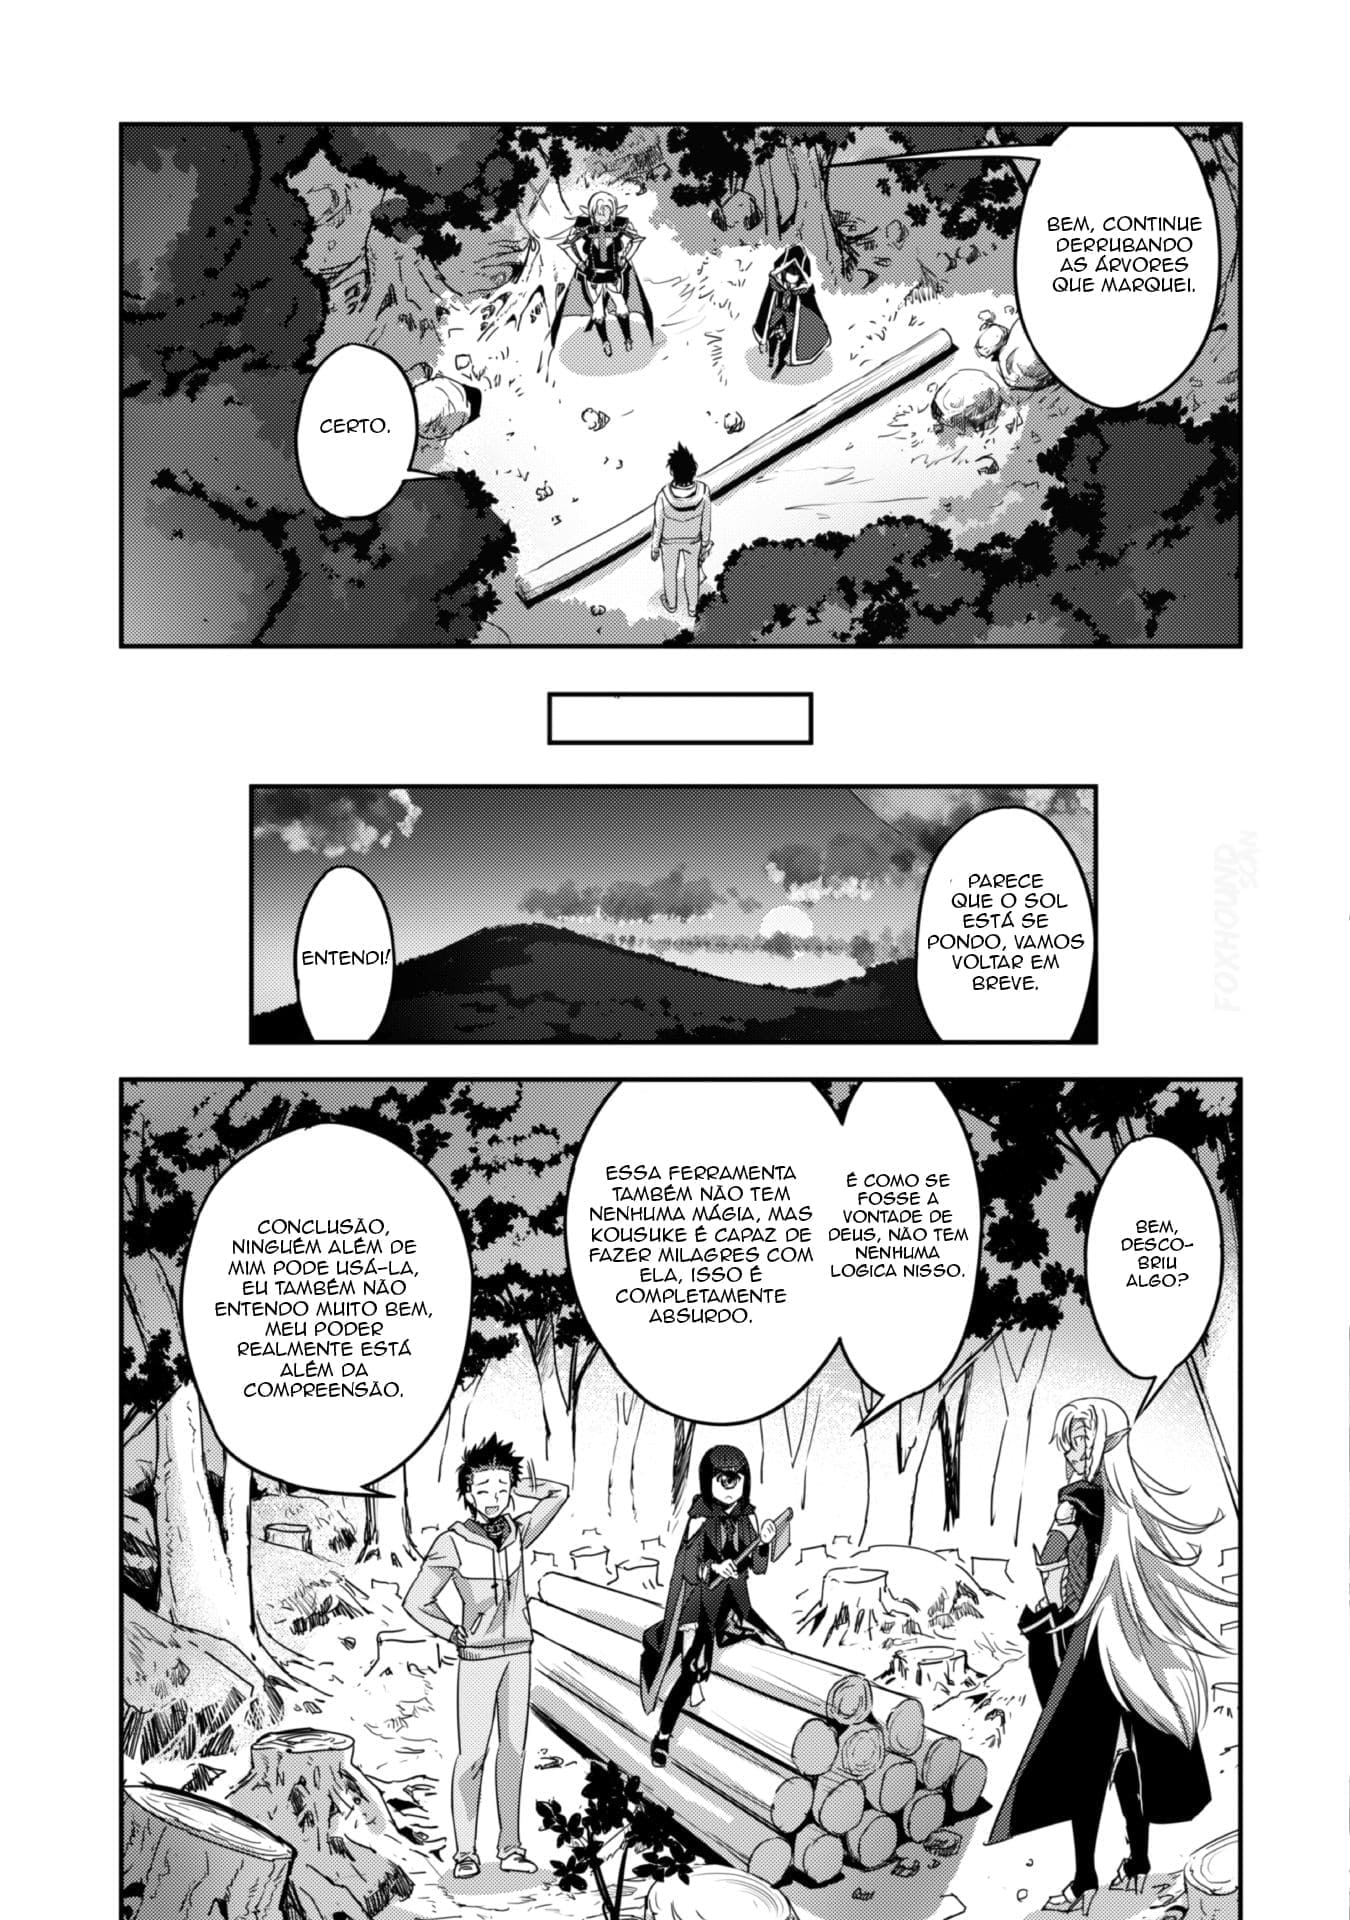 BEM, CONTINUE
DERRUBANDO
AS ÁRVORES
QUE MARQUEI.
CERTO.
PARECE
QUE O SOL
ESTÁ SE
PONDO, VAMOS
VOLTAR EM
BREVE.
ENTENDI!
FOXHOUND
SCAN
BEM,
DESCO-
BRIU
ALGO?
É COMO SE
FOSSE A
VONTADE DE
DEUS, NÃO TEM
NENHUMA
LOGICA NISSO.
ESSA FERRAMENTA
TAMBÉM NÃO TEM
NENHUMA MÁGIA, MAS
KOUSUKE É CAPAZ DE
FAZER MILAGRES COM
ELA, ISSO É
COMPLETAMENTE
ABSURDO.
CONCLUSÃO,
NINGUÉM ALÉM DE
MIM PODE USÁ-LA,
EU TAMBÉM NÃO
ENTENDO MUITO BEM,
MEU PODER
REALMENTE ESTÁ
ALÉM DA
COMPREENSÃO.